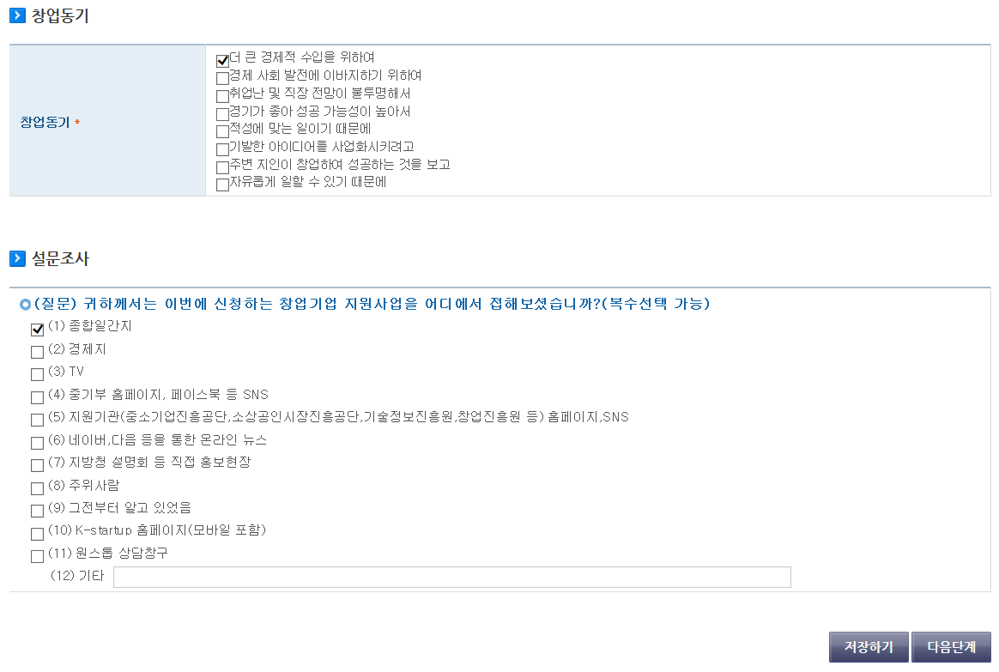 창업동기
창업동기 *
더 큰 경제적 수입을 위하여
경제 사회 발전에 이바지하기 위하여
취업난 및 직장 전망이 불투명해서
경기가 좋아 성공 가능성이 높아서
적성에 맞는 일이기 때문에
기발한 아이디어를 사업화시키려고
주변 지인이 창업하여 성공하는 것을 보고
자유롭게 일할 수 있기 때문에
설문조사
(질문) 귀하께서는 이번에 신청하는 창업기업 지원사업을 어디에서 접해보셨습니까?(복수선택 가능)
(1) 종합일간지
(2) 경제지
(3) TV
(4) 중기부 홈페이지, 페이스북 등 SNS
(5) 지원기관(중소기업진흥공단,소상공인시장진흥공단,기술정보진흥원,창업진흥원 등) 홈페이지,SNS
(6) 네이버,다음 등을 통한 온라인 뉴스
(7) 지방청 설명회 등 직접 홍보현장
(8) 주위사람
(9) 그전부터 알고 있었음
(10) K-startup 홈페이지(모바일 포함)
(11) 원스톱 상담창구
(12) 기타
저장하기 다음단계